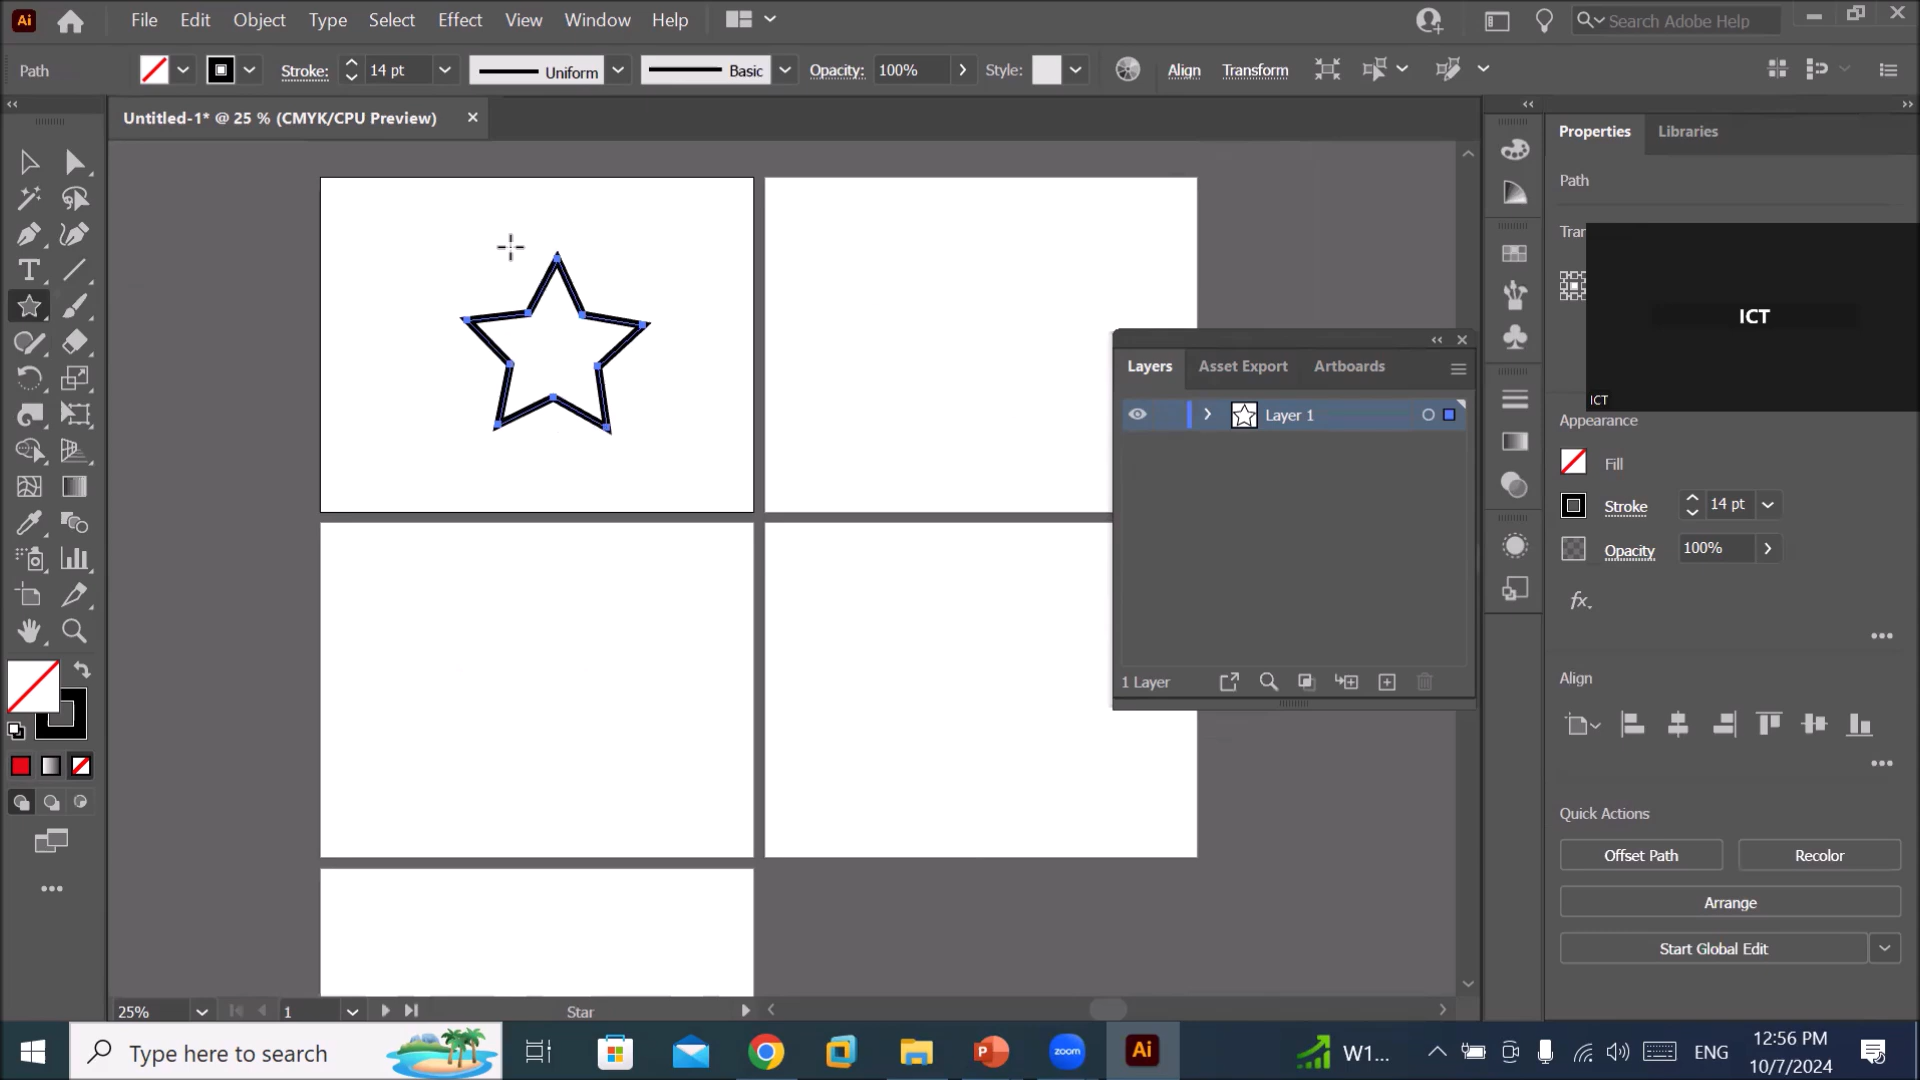 Ai File Edit Object Type Select Effect View Window Help Search Adobe Help
Path Stroke: 14 pt Uniform Basic Opacity: 100% Style: Align Transform
Untitled-1* @ 25 % (CMYK/CPU Preview)
Properties Libraries
Path
Tran
ICT
ICT
Layers Asset Export Artboards
Layer 1
1 Layer
Appearance
Fill
Stroke 14 pt
Opacity 100%
fx
Align
Quick Actions
Offset Path Recolor
Arrange
Start Global Edit
25% 1 Star
Type here to search zoom Ai W1... ENG
12:56 PM
10/7/2024